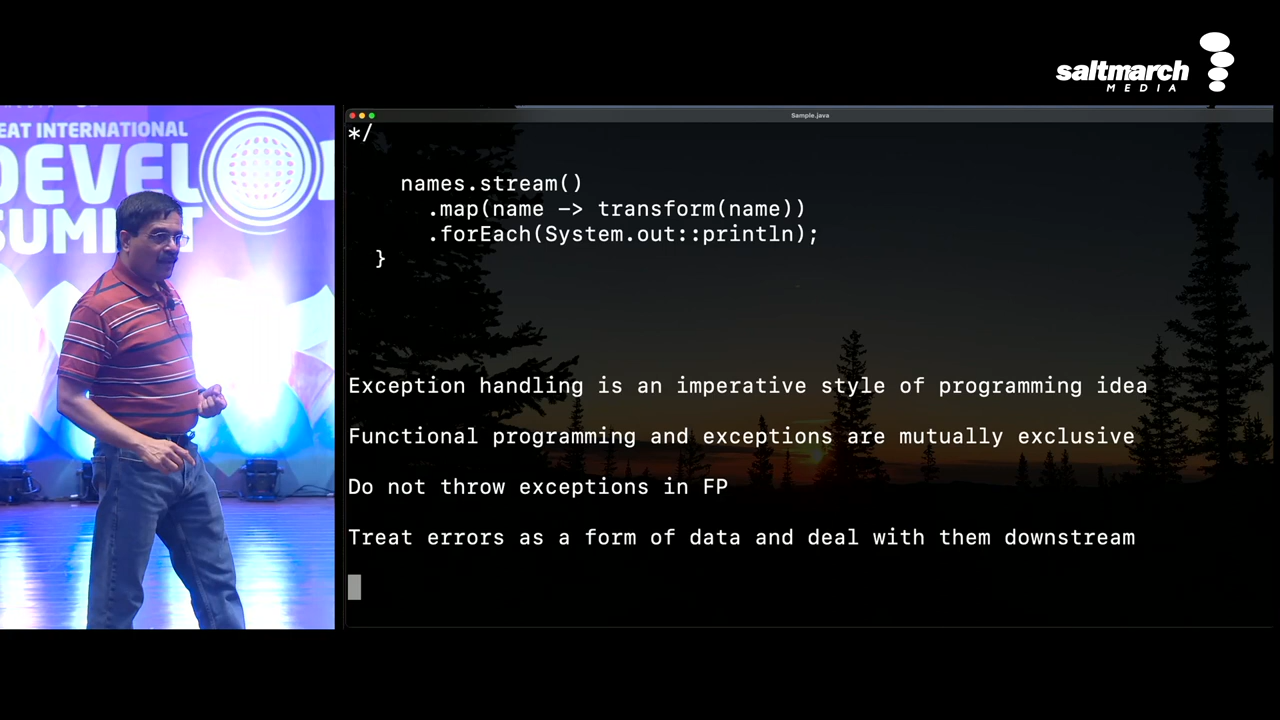 saltmarch
MEDIA
EAT INTERNATIONAL
DEVEL
SUMMIT
Sample.java
*/
names.stream()
.map(name -> transform(name))
.forEach(System.out::println);
}
Exception handling is an imperative style of programming idea
Functional programming and exceptions are mutually exclusive
Do not throw exceptions in FP
Treat errors as a form of data and deal with them downstream